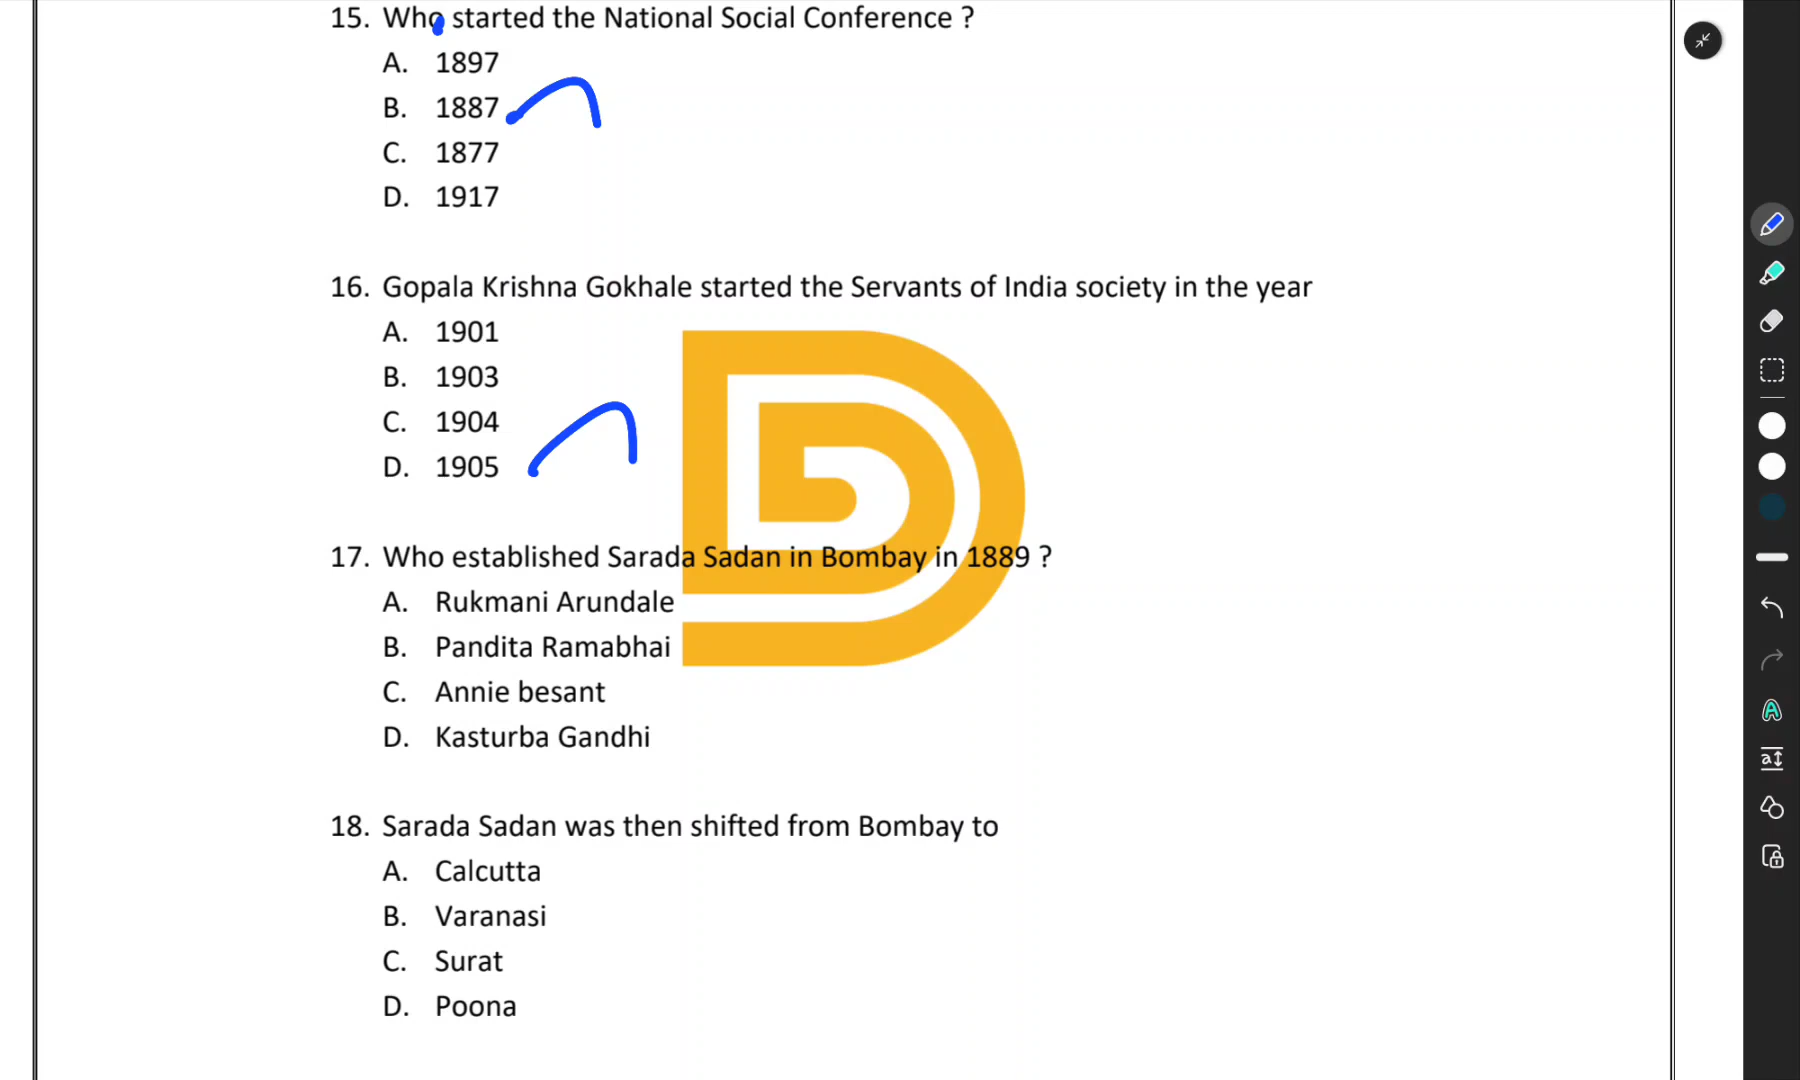 15. Who started the National Social Conference ?
A. 1897
B. 1887
C. 1877
D. 1917
16. Gopala Krishna Gokhale started the Servants of India society in the year
A. 1901
B. 1903
C. 1904
D. 1905
17. Who established Sarada Sadan in Bombay in 1889 ?
A. Rukmani Arundale
B. Pandita Ramabhai
C. Annie besant
D. Kasturba Gandhi
18. Sarada Sadan was then shifted from Bombay to
A. Calcutta
B. Varanasi
C. Surat
D. Poona